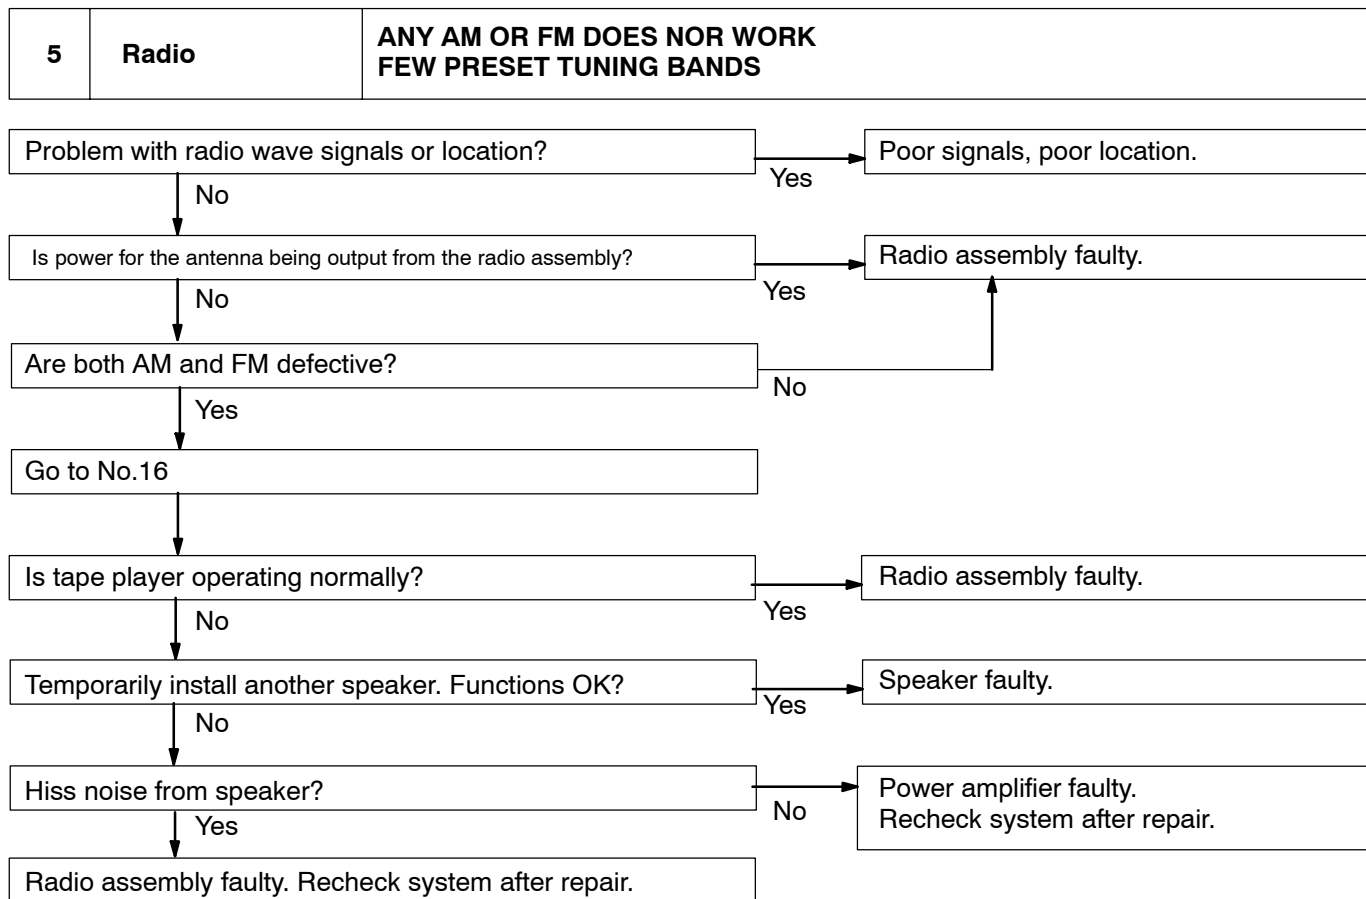 5
Radio
ANY AM OR FM DOES NOR WORK
FEW PRESET TUNING BANDS
Problem with radio wave signals or location?
Yes
Poor signals, poor location.
No
Is power for the antenna being output from the radio assembly?
Yes
Radio assembly faulty.
No
Are both AM and FM defective?
No
Yes
Go to No.16
Is tape player operating normally?
Yes
Radio assembly faulty.
No
Temporarily install another speaker. Functions OK?
Yes
Speaker faulty.
No
Hiss noise from speaker?
No
Power amplifier faulty.
Recheck system after repair.
Yes
Radio assembly faulty. Recheck system after repair.